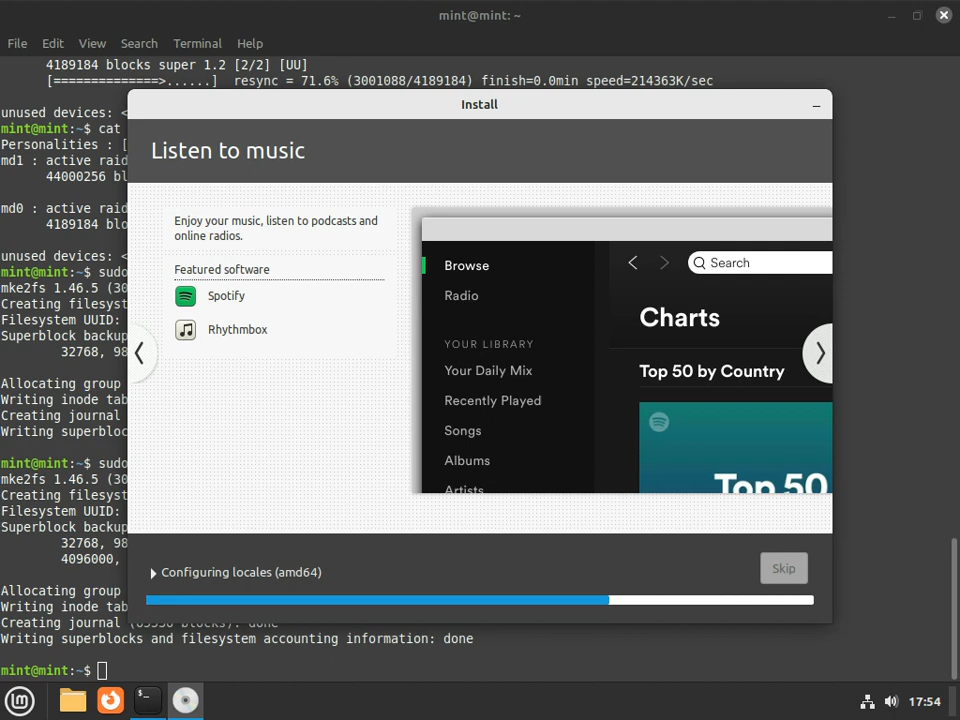 mint@mint: ~
File Edit View Search Terminal Help
4189184 blocks super 1.2 [2/2] [UU]
[==============>......] resync = 71.6% (3001088/4189184) finish=0.0min speed=214363K/sec
unused devices: <
mint@mint:~$ cat
Personalities : [
md1 : active raid
44000256 bl
md0 : active raid
4189184 blo
unused devices: <
mint@mint:~$ sudo
mke2fs 1.46.5 (30
Creating filesyst
Filesystem UUID:
Superblock backup
32768, 98
Allocating group
Writing inode tab
Creating journal
Writing superbloc
mint@mint:~$ sudo
mke2fs 1.46.5 (30
Creating filesyst
Filesystem UUID:
Superblock backup
32768, 98
4096000,
Allocating group
Writing inode tab
Creating journal (65536 blocks): done
Writing superblocks and filesystem accounting information: done
mint@mint:~$
Install
Listen to music
Enjoy your music, listen to podcasts and
online radios.
Featured software
Spotify
Rhythmbox
Browse
Radio
YOUR LIBRARY
Your Daily Mix
Recently Played
Songs
Albums
Artists
Search
Charts
Top 50 by Country
Top 50
Configuring locales (amd64)
Skip
17:54